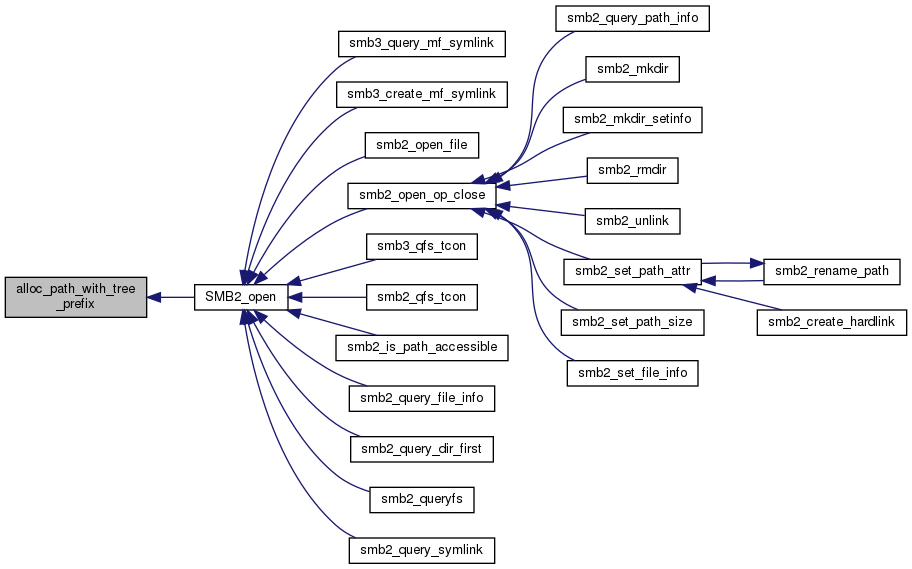 alloc_path_with_tree
_prefix
SMB2_open
smb3_query_mf_symlink
smb3_create_mf_symlink
smb2_open_file
smb2_open_op_close
smb3_qfs_tcon
smb2_qfs_tcon
smb2_is_path_accessible
smb2_query_file_info
smb2_query_dir_first
smb2_queryfs
smb2_query_symlink
smb2_query_path_info
smb2_mkdir
smb2_mkdir_setinfo
smb2_rmdir
smb2_unlink
smb2_set_path_attr
smb2_set_path_size
smb2_set_file_info
smb2_rename_path
smb2_create_hardlink